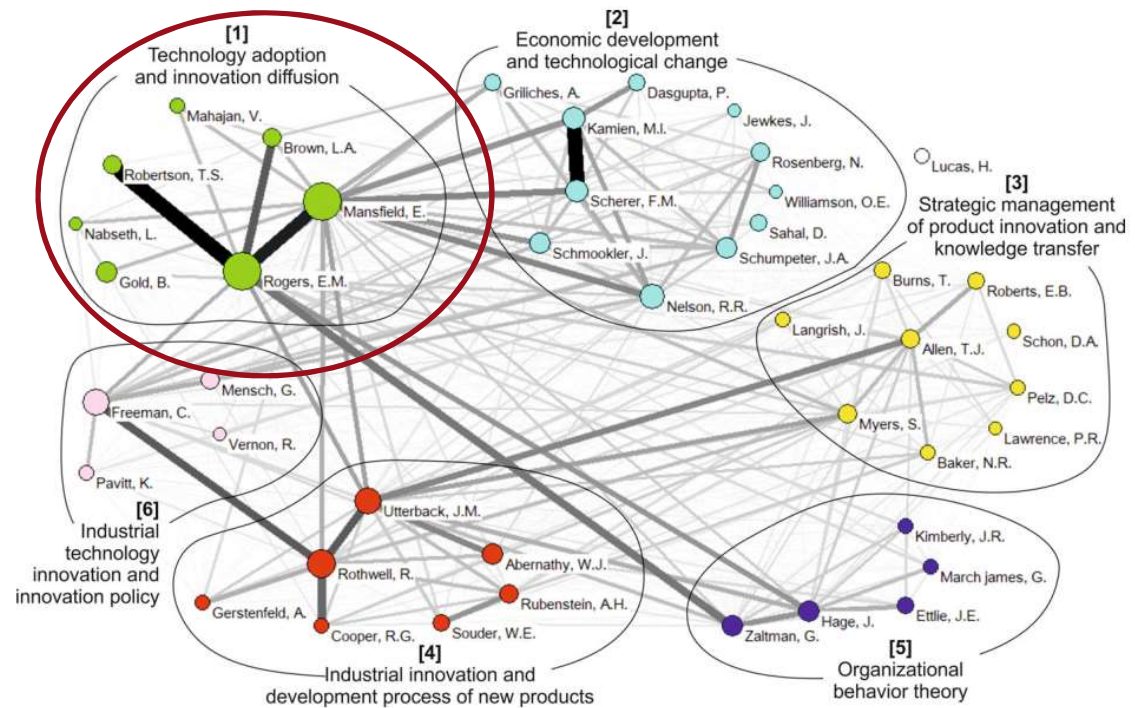 [1]
Technology adoption
and innovation diffusion
Mahajan, V.
Brown, L.A.
Robertson, T.S.
Mansfield, E.
Nabseth, L.
Gold, B.
Rogers, E.M.
[2]
Economic development
and technological change
Griliches, A.
Dasgupta, P.
Kamien, M.I.
Jewkes, J.
Rosenberg, N.
Scherer, F.M.
Williamson, O.E.
Sahal, D.
Schmookler, J.
Schumpeter, J.A.
Nelson, R.R.
Lucas, H.
[3]
Strategic management
of product innovation and
knowledge transfer
Burns, T.
Roberts, E.B.
Langrish, J.
Schon, D.A.
Allen, T.J.
Pelz, D.C.
Myers, S.
Lawrence, P.R.
Baker, N.R.
Mensch, G.
Freeman, C.
Vernon, R.
Pavitt, K.
[6]
Industrial
technology
innovation and
innovation policy
Utterback, J.M.
Abernathy, W.J.
Rothwell, R.
Rubenstein, A.H.
Gerstenfeld, A.
Cooper, R.G.
Souder, W.E.
[4]
Industrial innovation and
development process of new products
Kimberly, J.R.
March james, G.
Ettlie, J.E.
Hage, J.
Zaltman, G.
[5]
Organizational
behavior theory